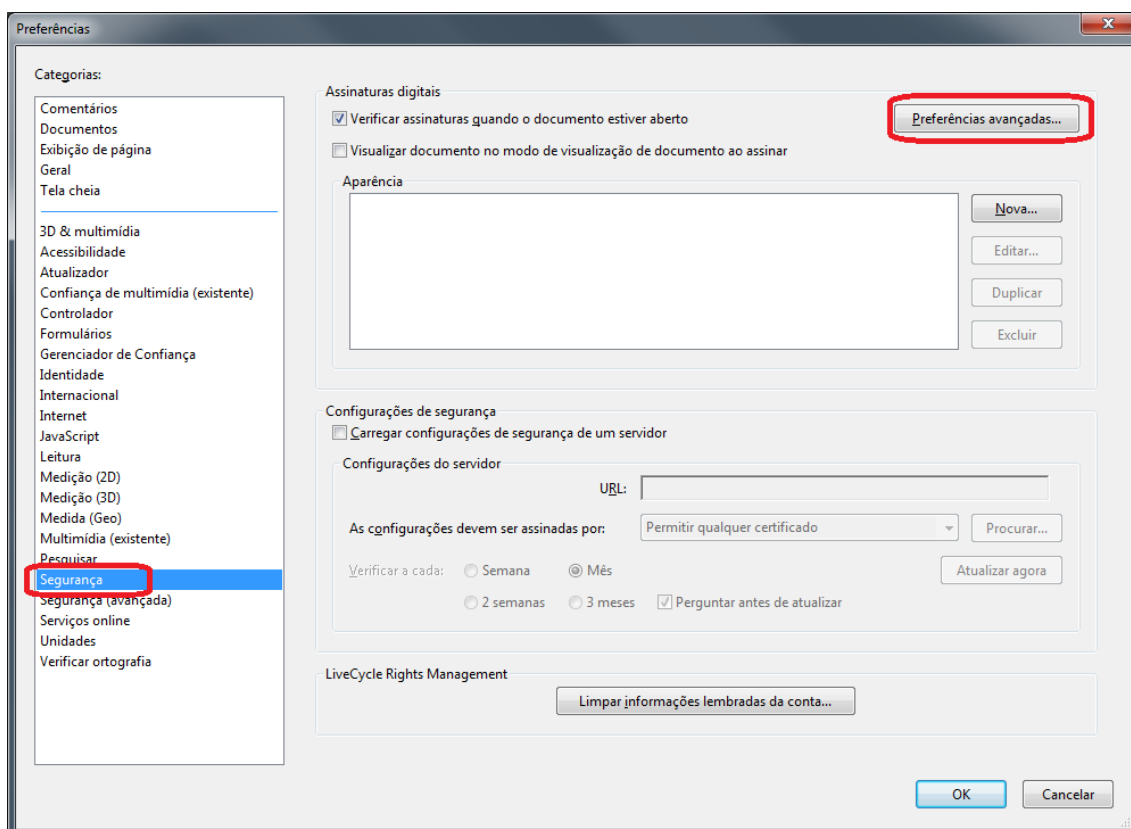 Preferências
x
Categorias:
Comentários
Documentos
Exibição de página
Geral
Tela cheia
3D & multimídia
Acessibilidade
Atualizador
Confiança de multimídia (existente)
Controlador
Formulários
Gerenciador de Confiança
Identidade
Internacional
Internet
JavaScript
Leitura
Medição (2D)
Medição (3D)
Medida (Geo)
Multimídia (existente)
Pesquisar
Segurança
Segurança (avançada)
Serviços online
Unidades
Verificar ortografia
Assinaturas digitais
Verificar assinaturas quando o documento estiver aberto
Preferências avançadas...
Visualizar documento no modo de visualização de documento ao assinar
Aparência
Nova...
Editar...
Duplicar
Excluir
Configurações de segurança
Carregar configurações de segurança de um servidor
Configurações do servidor
URL:
As configurações devem ser assinadas por: Permitir qualquer certificado Procurar...
Verificar a cada: Semana Mês Atualizar agora
2 semanas 3 meses Perguntar antes de atualizar
LiveCycle Rights Management
Limpar informações lembradas da conta...
OK Cancelar